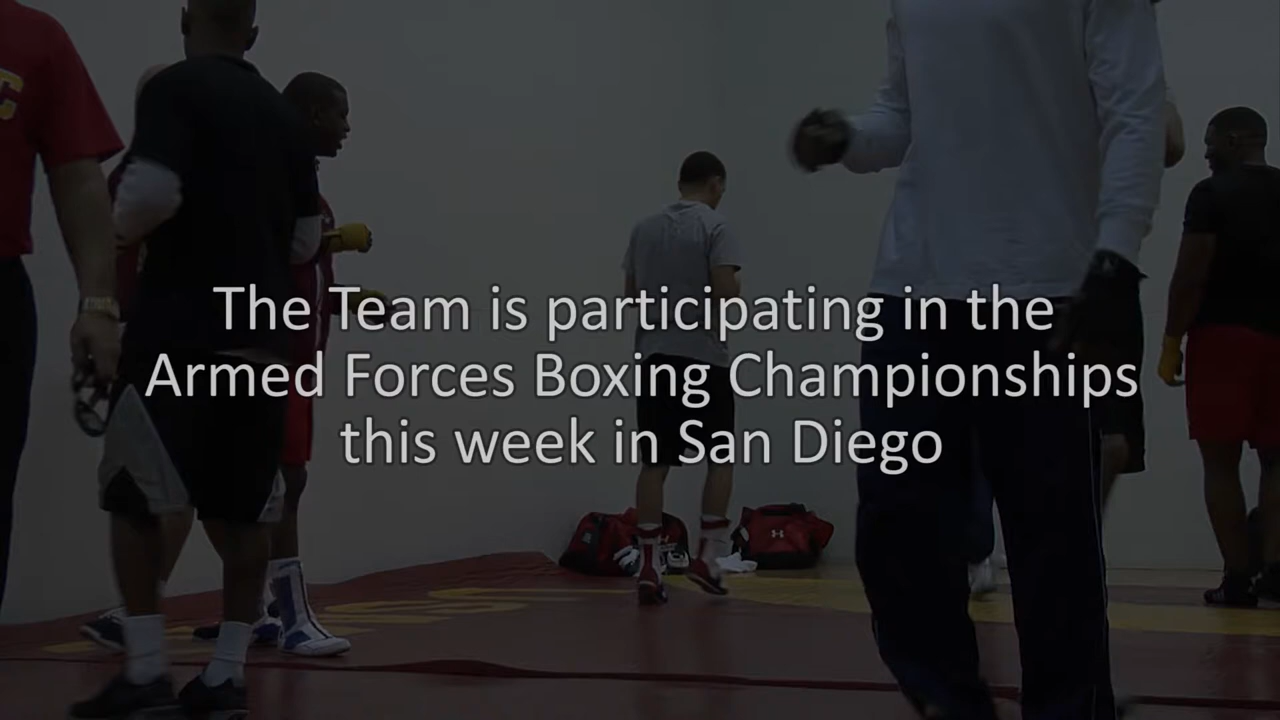 The Team is participating in the
Armed Forces Boxing Championships
this week in San Diego